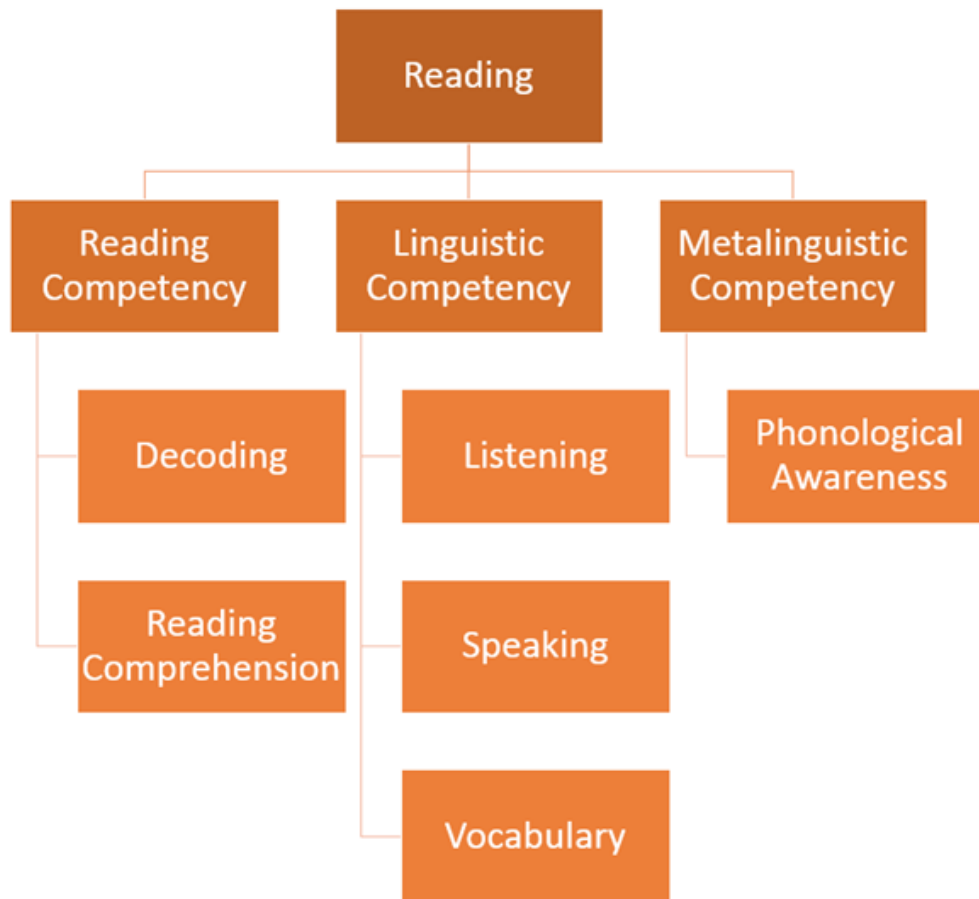 Reading
Reading
Competency
Linguistic
Competency
Metalinguistic
Competency
Decoding
Listening
Phonological
Awareness
Reading
Comprehension
Speaking
Vocabulary